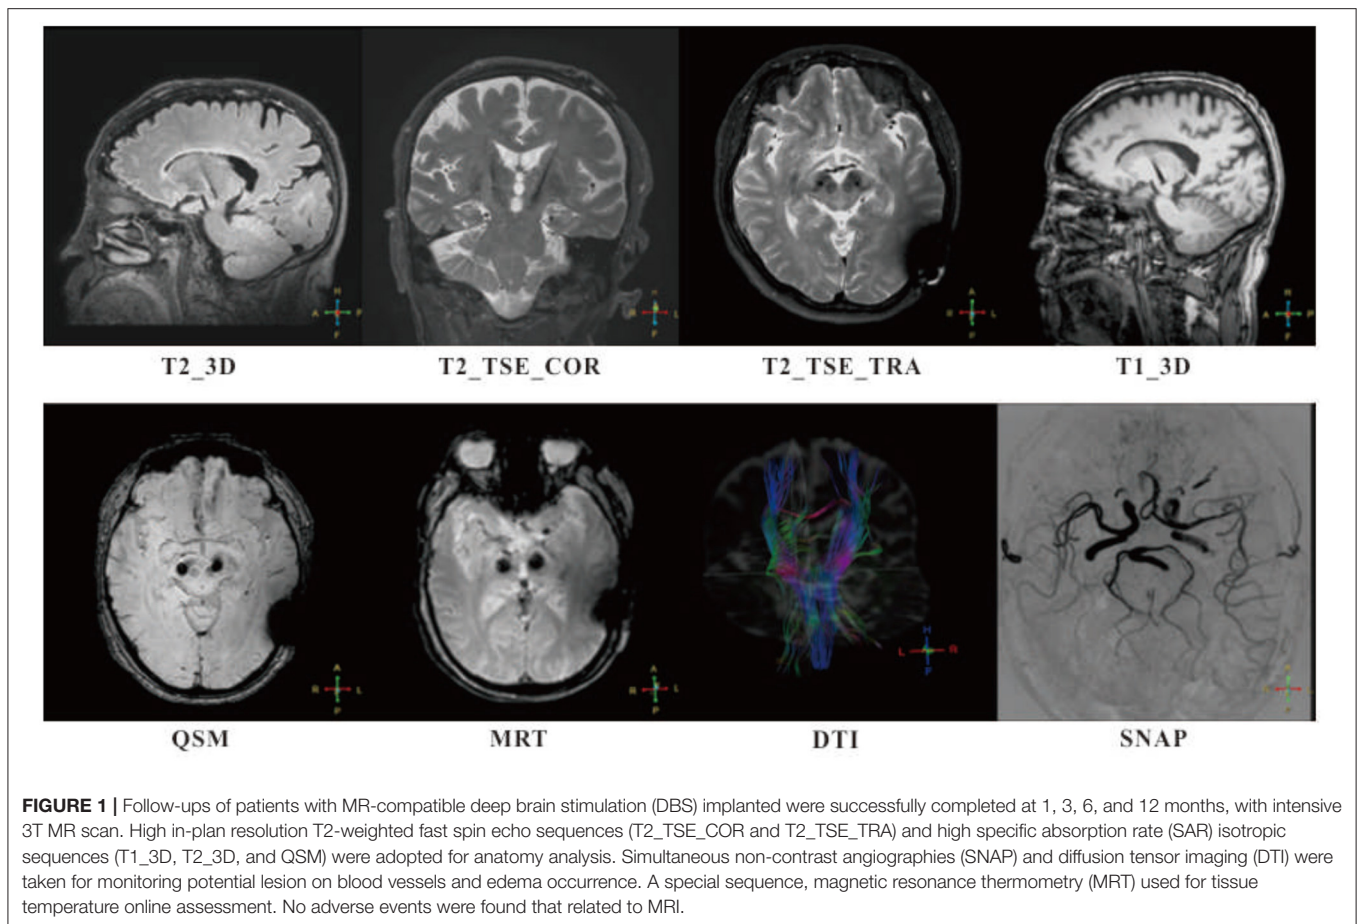 T2_3D T2_TSE_COR T2_TSE_TRA T1_3D
QSM MRT DTI SNAP
FIGURE 1 | Follow-ups of patients with MR-compatible deep brain stimulation (DBS) implanted were successfully completed at 1, 3, 6, and 12 months, with intensive
3T MR scan. High in-plan resolution T2-weighted fast spin echo sequences (T2_TSE_COR and T2_TSE_TRA) and high specific absorption rate (SAR) isotropic
sequences (T1_3D, T2_3D, and QSM) were adopted for anatomy analysis. Simultaneous non-contrast angiographies (SNAP) and diffusion tensor imaging (DTI) were
taken for monitoring potential lesion on blood vessels and edema occurrence. A special sequence, magnetic resonance thermometry (MRT) used for tissue
temperature online assessment. No adverse events were found that related to MRI.